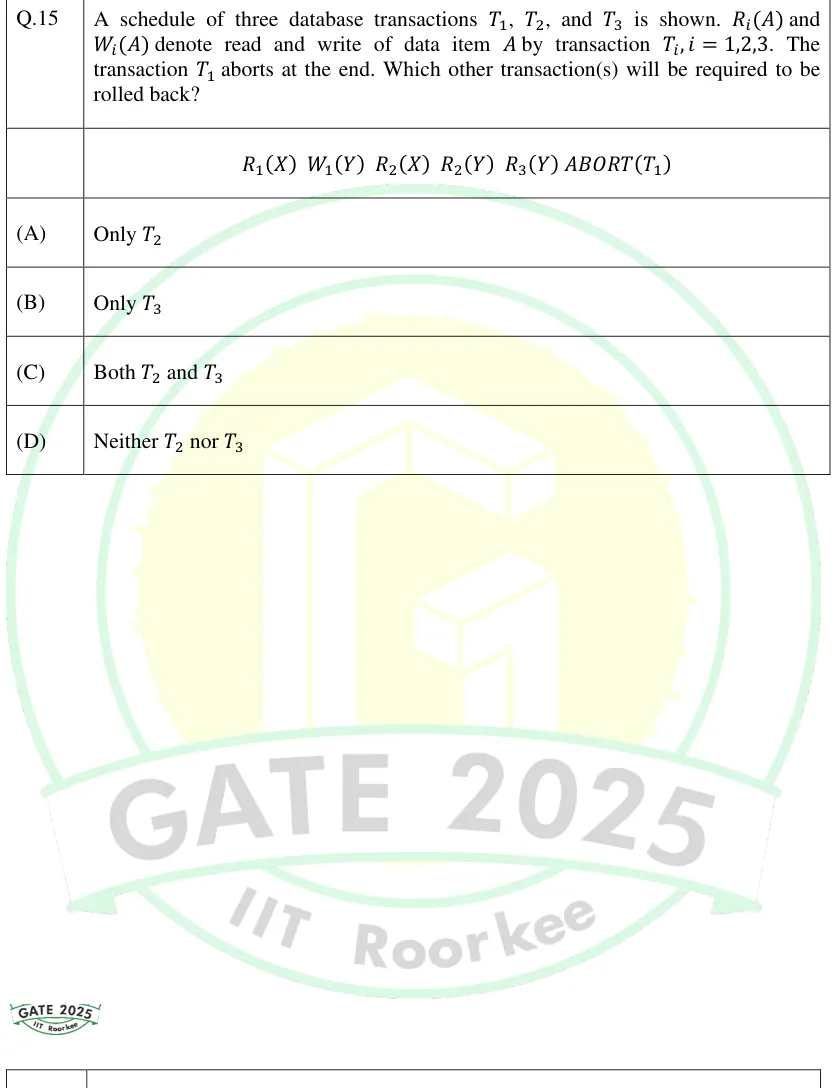 Q.15 A schedule of three database transactions T₁, T₂, and T₃ is shown. Rᵢ(A) and
Wᵢ(A) denote read and write of data item A by transaction Tᵢ, i = 1,2,3. The
transaction T₁ aborts at the end. Which other transaction(s) will be required to be
rolled back?
R₁(X) W₁(Y) R₂(X) R₂(Y) R₃(Y) ABORT(T₁)
(A) Only T₂
(B) Only T₃
(C) Both T₂ and T₃
(D) Neither T₂ nor T₃
GATE 2025
IIT Roorkee
GATE 2025
IIT Roorkee